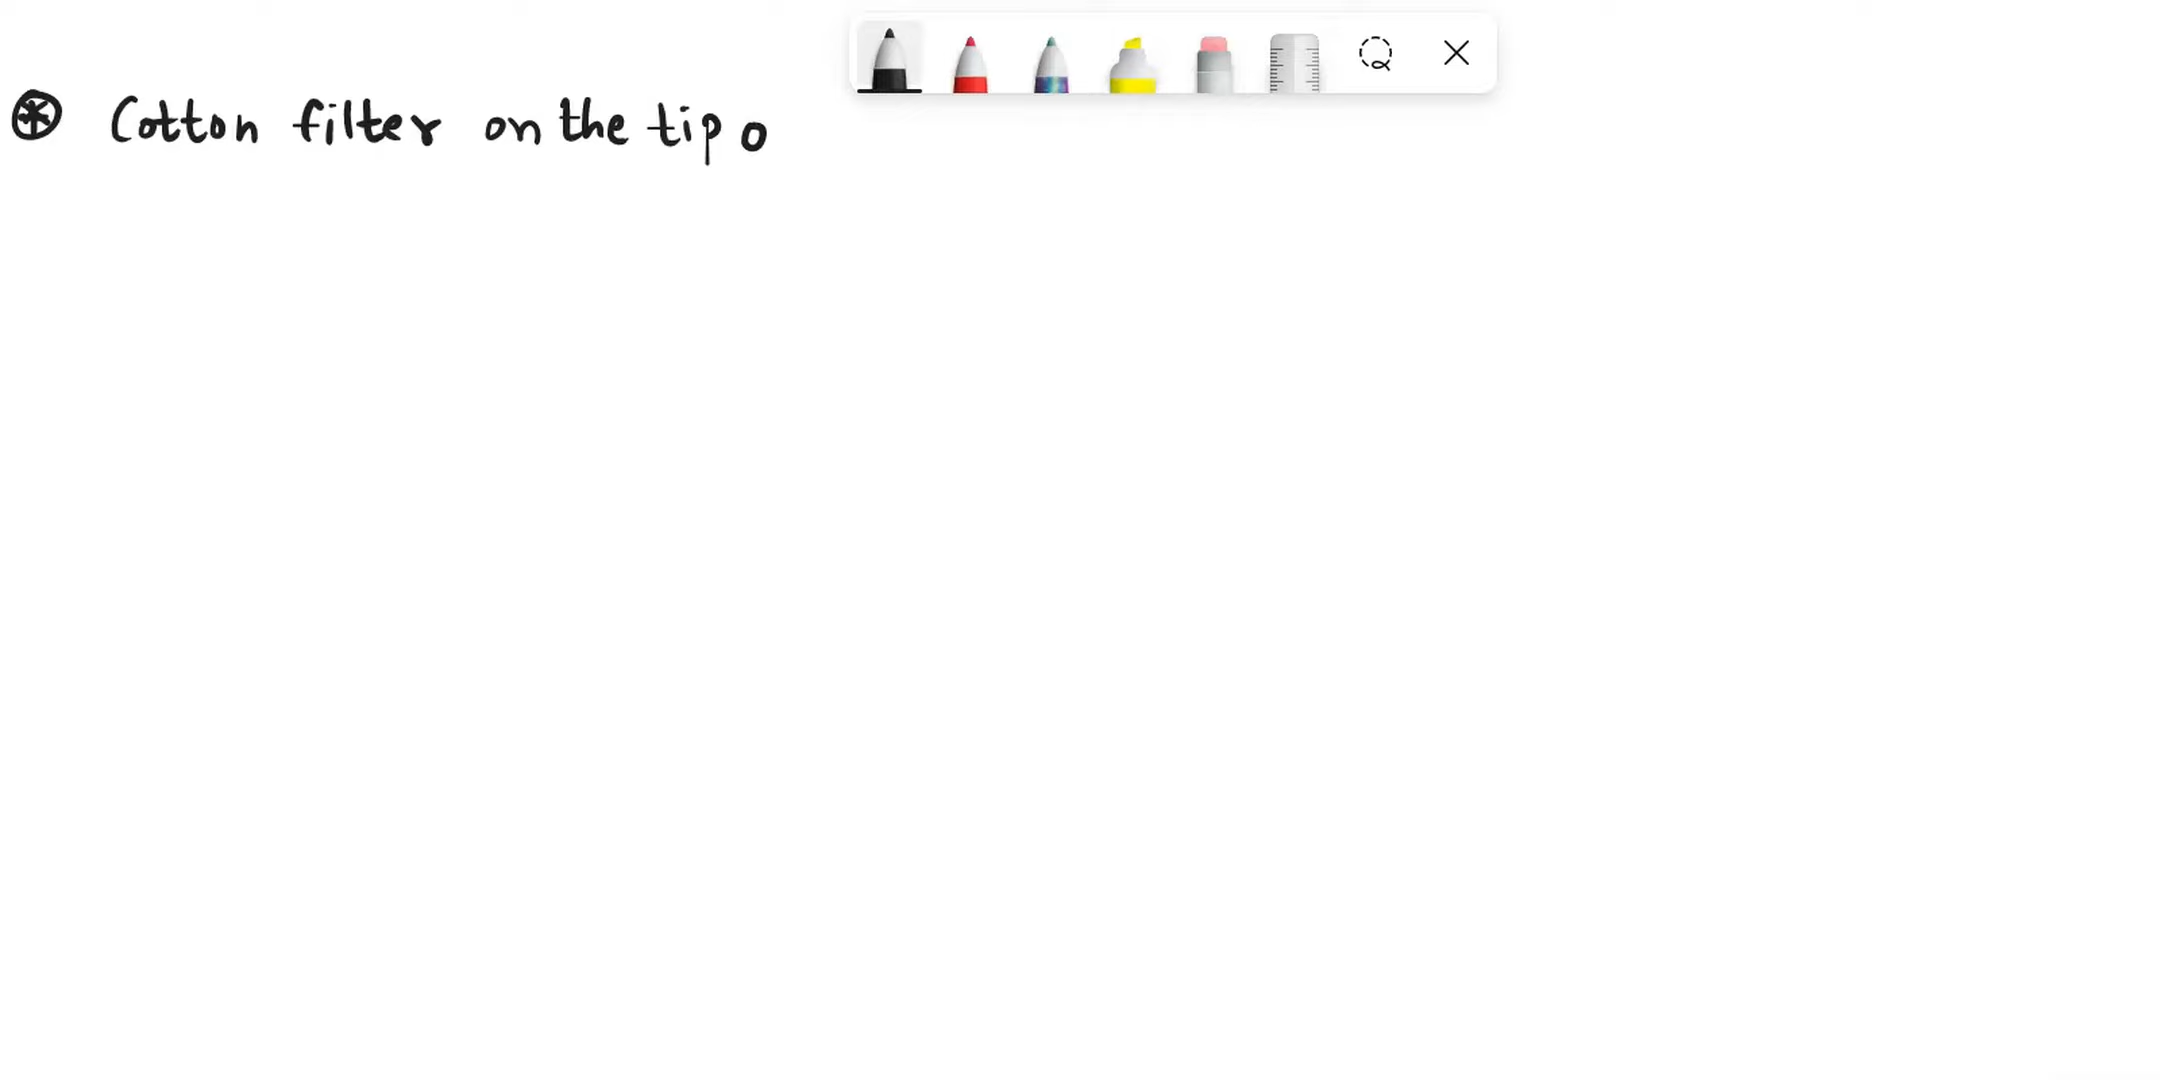 ⊛ Cotton filter on the tip o